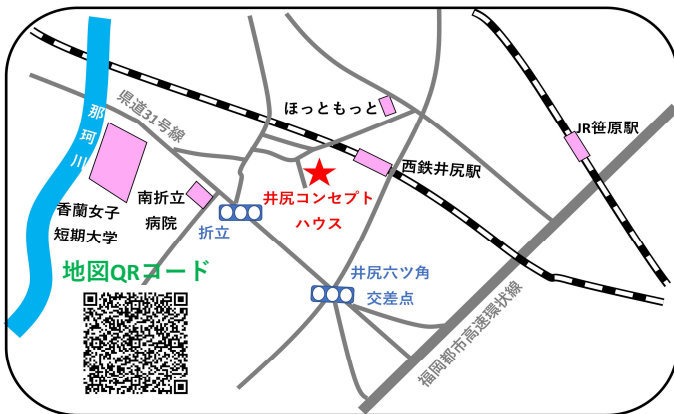 那珂川
県道31号線
ほっともっと
JR笹原駅
西鉄井尻駅
香蘭女子
短期大学
南折立
病院
井尻コンセプト
ハウス
折立
井尻六ツ角
交差点
地図QRコード
福岡都市高速環状線